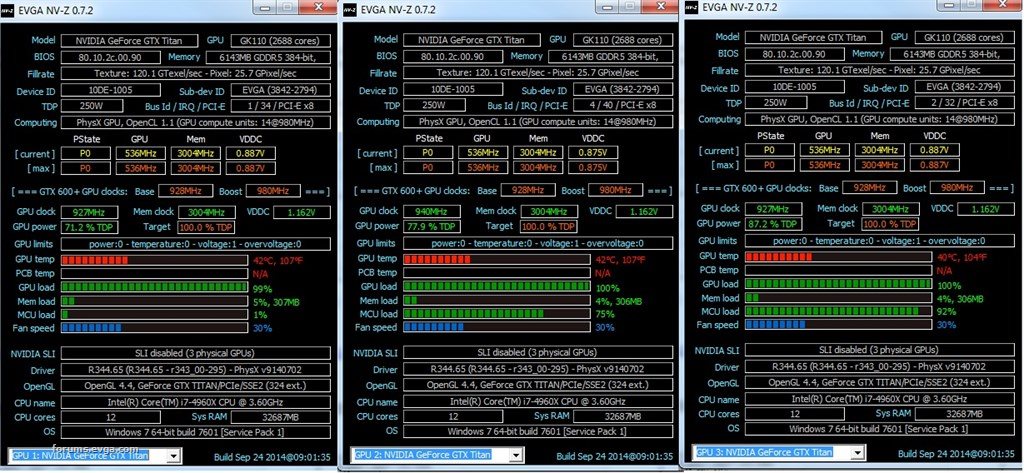 EVGA NV-Z 0.7.2
Model NVIDIA GeForce GTX Titan GPU GK110 (2688 cores)
BIOS 80.10.2c.00.90 Memory 6143MB GDDR5 384-bit,
Fillrate Texture: 120.1 GTexel/sec - Pixel: 25.7 GPixel/sec
Device ID 10DE-1005 Sub-dev ID EVGA (3842-2794)
TDP 250W Bus Id / IRQ / PCI-E 1 / 34 / PCI-E x8
Computing PhysX GPU, OpenCL 1.1 (GPU compute units: 14@980MHz)
PState GPU Mem VDDC
[ current ] P0 536MHz 3004MHz 0.887V
[ max ] P0 536MHz 3004MHz 0.887V
[ === GTX 600+ GPU clocks: Base 928MHz Boost 980MHz === ]
GPU clock 927MHz Mem clock 3004MHz VDDC 1.162V
GPU power 71.2 % TDP Target 100.0 % TDP
GPU limits power:0 - temperature:0 - voltage:1 - overvoltage:0
GPU temp 42°C, 107°F
PCB temp N/A
GPU load 99%
Mem load 5%, 307MB
MCU load 1%
Fan speed 30%
NVIDIA SLI SLI disabled (3 physical GPUs)
Driver R344.65 (R344.65 - r343_00-295) - PhysX v9140702
OpenGL OpenGL 4.4, GeForce GTX TITAN/PCIe/SSE2 (324 ext.)
CPU name Intel(R) Core(TM) i7-4960X CPU @ 3.60GHz
CPU cores 12 Sys RAM 32687MB
OS Windows 7 64-bit build 7601 [Service Pack 1]
forums.evga.com
GPU 1: NVIDIA GeForce GTX Titan Build Sep 24 2014@09:01:35
EVGA NV-Z 0.7.2
Model NVIDIA GeForce GTX Titan GPU GK110 (2688 cores)
BIOS 80.10.2c.00.90 Memory 6143MB GDDR5 384-bit,
Fillrate Texture: 120.1 GTexel/sec - Pixel: 25.7 GPixel/sec
Device ID 10DE-1005 Sub-dev ID EVGA (3842-2794)
TDP 250W Bus Id / IRQ / PCI-E 4 / 40 / PCI-E x8
Computing PhysX GPU, OpenCL 1.1 (GPU compute units: 14@980MHz)
PState GPU Mem VDDC
[ current ] P0 536MHz 3004MHz 0.875V
[ max ] P0 536MHz 3004MHz 0.875V
[ === GTX 600+ GPU clocks: Base 928MHz Boost 980MHz === ]
GPU clock 940MHz Mem clock 3004MHz VDDC 1.162V
GPU power 77.9 % TDP Target 100.0 % TDP
GPU limits power:0 - temperature:0 - voltage:1 - overvoltage:0
GPU temp 42°C, 107°F
PCB temp N/A
GPU load 100%
Mem load 4%, 306MB
MCU load 75%
Fan speed 30%
NVIDIA SLI SLI disabled (3 physical GPUs)
Driver R344.65 (R344.65 - r343_00-295) - PhysX v9140702
OpenGL OpenGL 4.4, GeForce GTX TITAN/PCIe/SSE2 (324 ext.)
CPU name Intel(R) Core(TM) i7-4960X CPU @ 3.60GHz
CPU cores 12 Sys RAM 32687MB
OS Windows 7 64-bit build 7601 [Service Pack 1]
GPU 2: NVIDIA GeForce GTX Titan Build Sep 24 2014@09:01:35
EVGA NV-Z 0.7.2
Model NVIDIA GeForce GTX Titan GPU GK110 (2688 cores)
BIOS 80.10.2c.00.90 Memory 6143MB GDDR5 384-bit,
Fillrate Texture: 120.1 GTexel/sec - Pixel: 25.7 GPixel/sec
Device ID 10DE-1005 Sub-dev ID EVGA (3842-2794)
TDP 250W Bus Id / IRQ / PCI-E 2 / 32 / PCI-E x8
Computing PhysX GPU, OpenCL 1.1 (GPU compute units: 14@980MHz)
PState GPU Mem VDDC
[ current ] P0 536MHz 3004MHz 0.887V
[ max ] P0 536MHz 3004MHz 0.887V
[ === GTX 600+ GPU clocks: Base 928MHz Boost 980MHz === ]
GPU clock 927MHz Mem clock 3004MHz VDDC 1.162V
GPU power 87.2 % TDP Target 100.0 % TDP
GPU limits power:0 - temperature:0 - voltage:1 - overvoltage:0
GPU temp 40°C, 104°F
PCB temp N/A
GPU load 100%
Mem load 4%, 306MB
MCU load 92%
Fan speed 30%
NVIDIA SLI SLI disabled (3 physical GPUs)
Driver R344.65 (R344.65 - r343_00-295) - PhysX v9140702
OpenGL OpenGL 4.4, GeForce GTX TITAN/PCIe/SSE2 (324 ext.)
CPU name Intel(R) Core(TM) i7-4960X CPU @ 3.60GHz
CPU cores 12 Sys RAM 32687MB
OS Windows 7 64-bit build 7601 [Service Pack 1]
GPU 3: NVIDIA GeForce GTX Titan Build Sep 24 2014@09:01:35